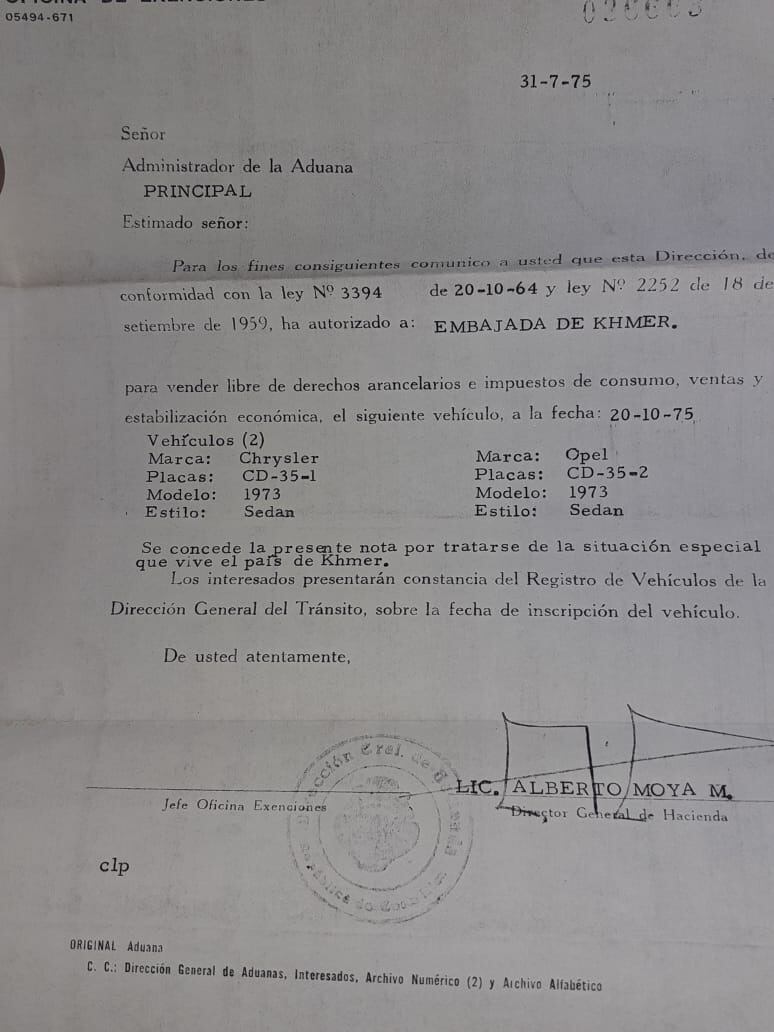 OFICINA DE EXENCIONES
05494-671
31-7-75
Señor
Administrador de la Aduana
PRINCIPAL
Estimado señor:
Para los fines consiguientes comunico a usted que esta Dirección, de
conformidad con la ley Nº 3394 de 20-10-64 y ley Nº 2252 de 18 de
setiembre de 1959, ha autorizado a: EMBAJADA DE KHMER.
para vender libre de derechos arancelarios e impuestos de consumo, ventas y
estabilización económica, el siguiente vehículo, a la fecha: 20-10-75
Vehículos (2)
Marca: Chrysler Marca: Opel
Placas: CD-35-1 Placas: CD-35-2
Modelo: 1973 Modelo: 1973
Estilo: Sedan Estilo: Sedan
Se concede la presente nota por tratarse de la situación especial
que vive el país de Khmer.
Los interesados presentarán constancia del Registro de Vehículos de la
Dirección General del Tránsito, sobre la fecha de inscripción del vehículo.
De usted atentamente,
LIC. ALBERTO MOYA M.
Jefe Oficina Exenciones Director General de Hacienda
clp
ORIGINAL Aduana
C. C.: Dirección General de Aduanas, Interesados, Archivo Numérico (2) y Archivo Alfabético